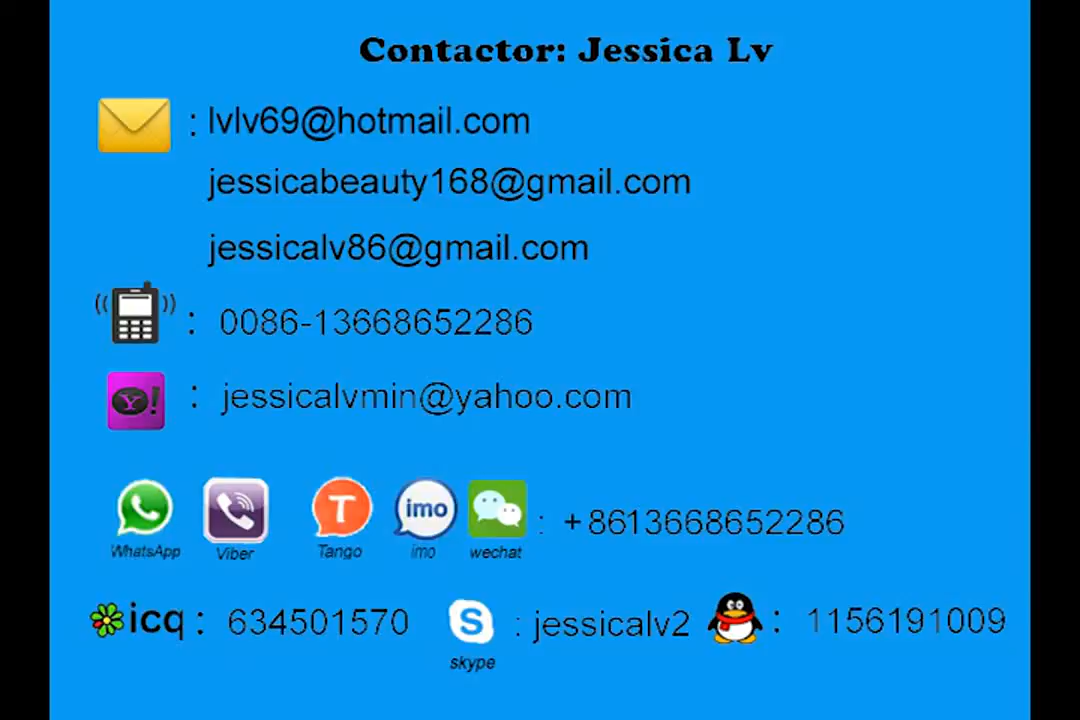 Contactor: Jessica Lv
: lvlv69@hotmail.com
jessicabeauty168@gmail.com
jessicalv86@gmail.com
: 0086-13668652286
Y! : jessicalvmin@yahoo.com
T imo
WhatsApp Viber Tango imo wechat : +8613668652286
icq : 634501570 S : jessicalv2 : 1156191009
skype